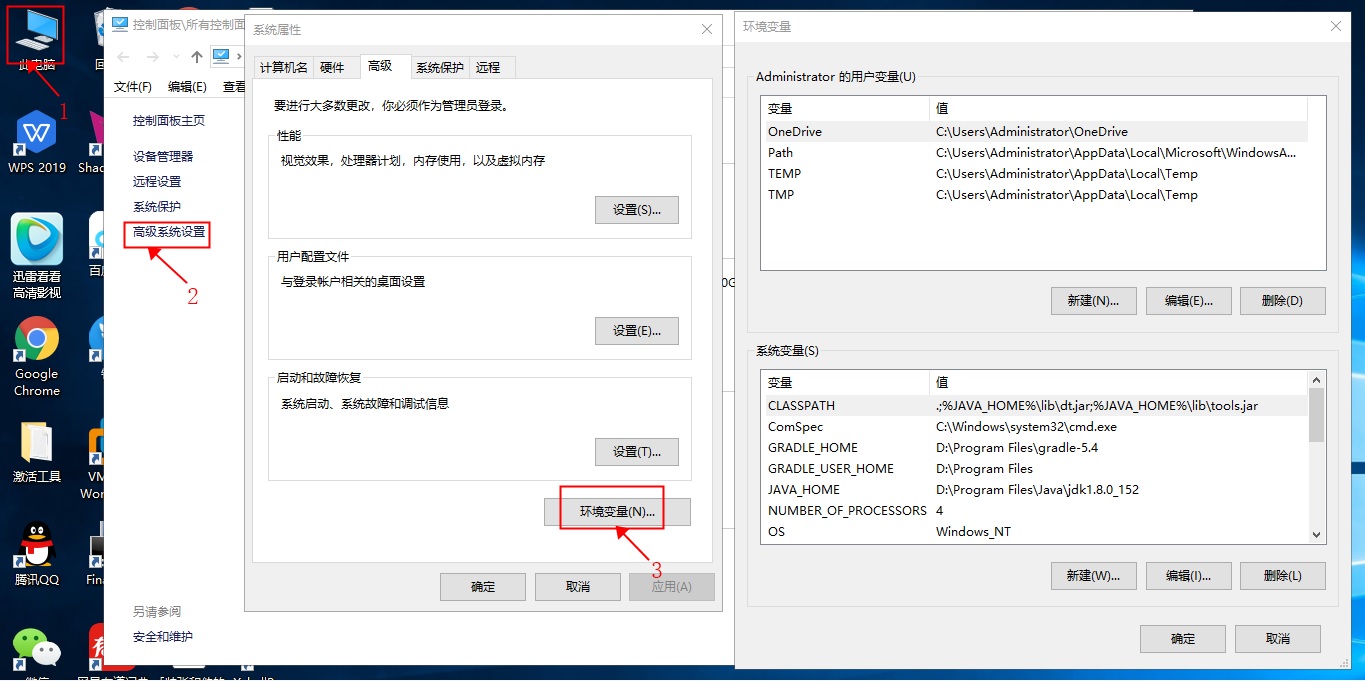 此电脑
1
WPS 2019
迅雷看看
高清影视
Google
Chrome
激活工具
腾讯QQ
微信
控制面板\所有控制面
文件(F)
编辑(E)
查看
控制面板主页
设备管理器
远程设置
系统保护
高级系统设置
2
另请参阅
安全和维护
系统属性
计算机名
硬件
高级
系统保护
远程
要进行大多数更改，你必须作为管理员登录。
性能
视觉效果，处理器计划，内存使用，以及虚拟内存
设置(S)...
用户配置文件
与登录帐户相关的桌面设置
设置(E)...
启动和故障恢复
系统启动、系统故障和调试信息
设置(T)...
环境变量(N)...
3
确定
取消
应用(A)
环境变量
Administrator 的用户变量(U)
变量 值
OneDrive C:\Users\Administrator\OneDrive
Path C:\Users\Administrator\AppData\Local\Microsoft\WindowsA...
TEMP C:\Users\Administrator\AppData\Local\Temp
TMP C:\Users\Administrator\AppData\Local\Temp
新建(N)...
编辑(E)...
删除(D)
系统变量(S)
变量 值
CLASSPATH .;%JAVA_HOME%\lib\dt.jar;%JAVA_HOME%\lib\tools.jar
ComSpec C:\Windows\system32\cmd.exe
GRADLE_HOME D:\Program Files\gradle-5.4
GRADLE_USER_HOME D:\Program Files
JAVA_HOME D:\Program Files\Java\jdk1.8.0_152
NUMBER_OF_PROCESSORS 4
OS Windows_NT
新建(W)...
编辑(I)...
删除(L)
确定
取消